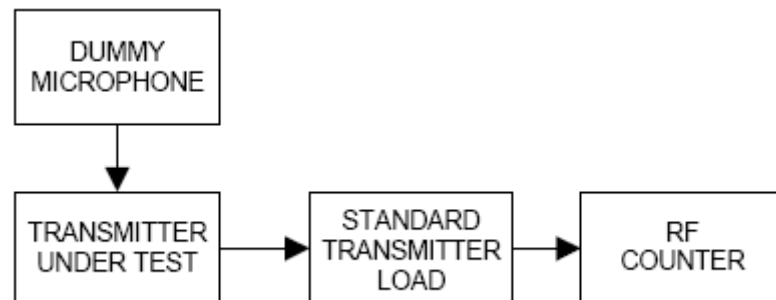 DUMMY
MICROPHONE
TRANSMITTER
UNDER TEST
STANDARD
TRANSMITTER
LOAD
RF
COUNTER